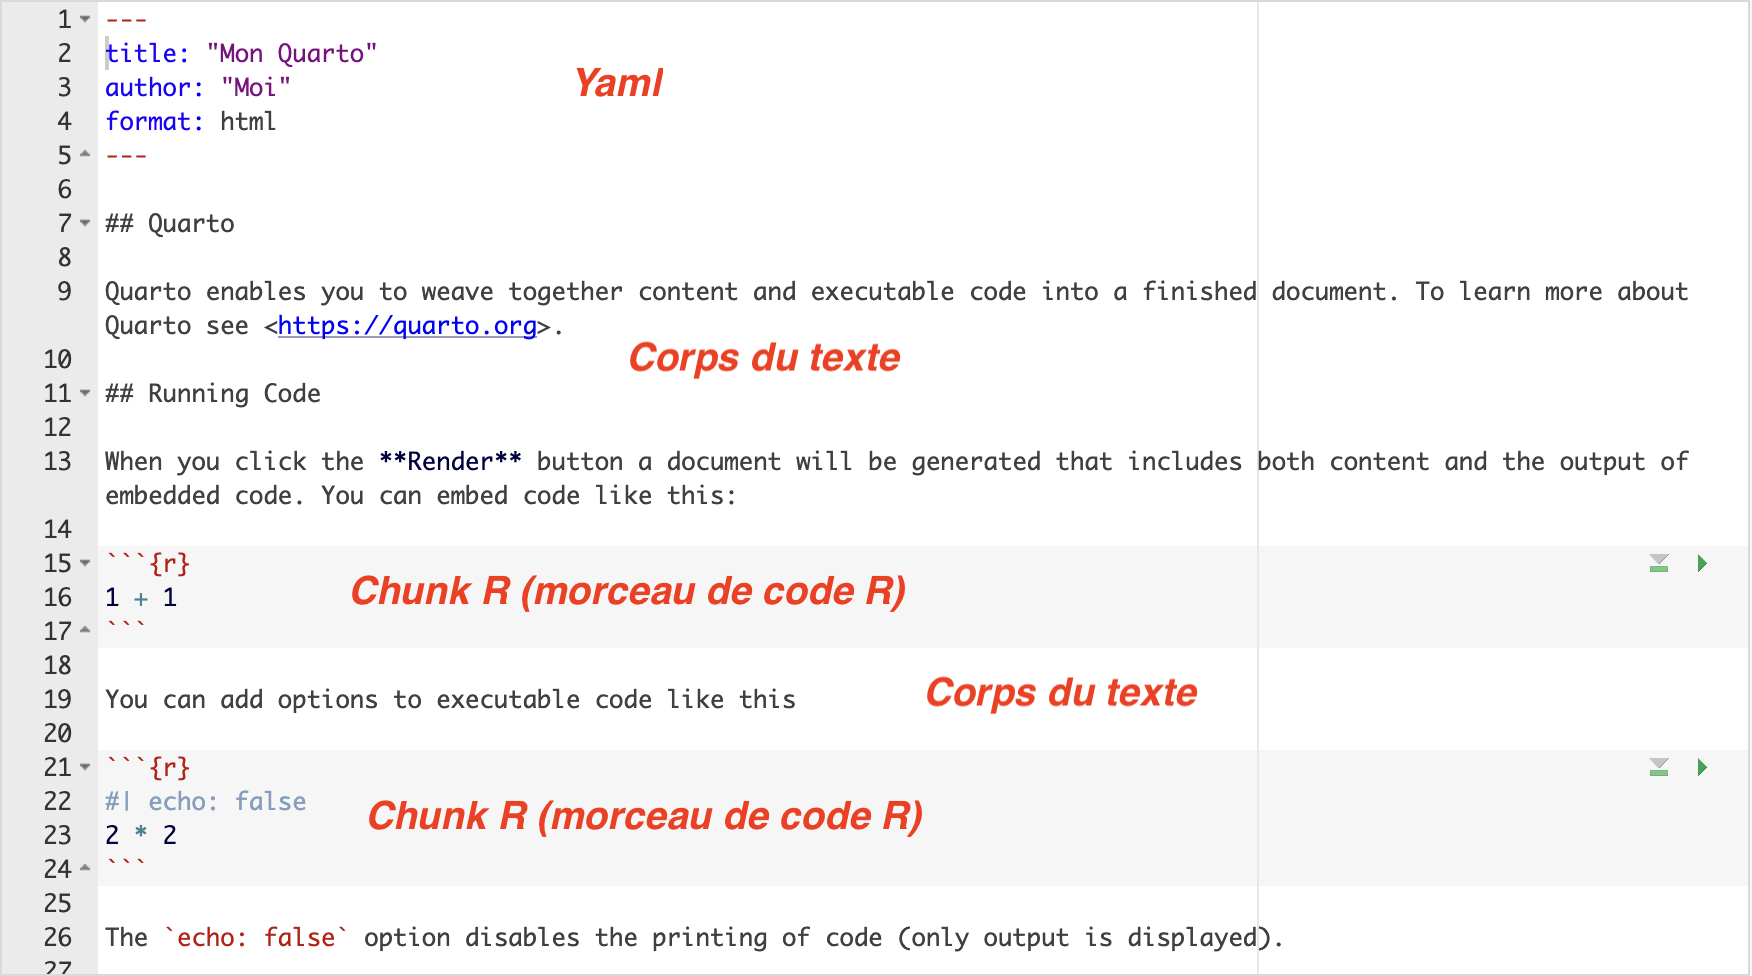 1 ---
2 title: "Mon Quarto"
Yaml
3 author: "Moi"
4 format: html
5 ---
6
7 ## Quarto
8
9 Quarto enables you to weave together content and executable code into a finished document. To learn more about
Quarto see <https://quarto.org>.
Corps du texte
10
11 ## Running Code
12
13 When you click the **Render** button a document will be generated that includes both content and the output of
embedded code. You can embed code like this:
14
15 ```{r}
16 1 + 1
Chunk R (morceau de code R)
17 ```
18
19 You can add options to executable code like this
Corps du texte
20
21 ```{r}
22 #| echo: false
Chunk R (morceau de code R)
23 2 * 2
24 ```
25
26 The `echo: false` option disables the printing of code (only output is displayed).
27